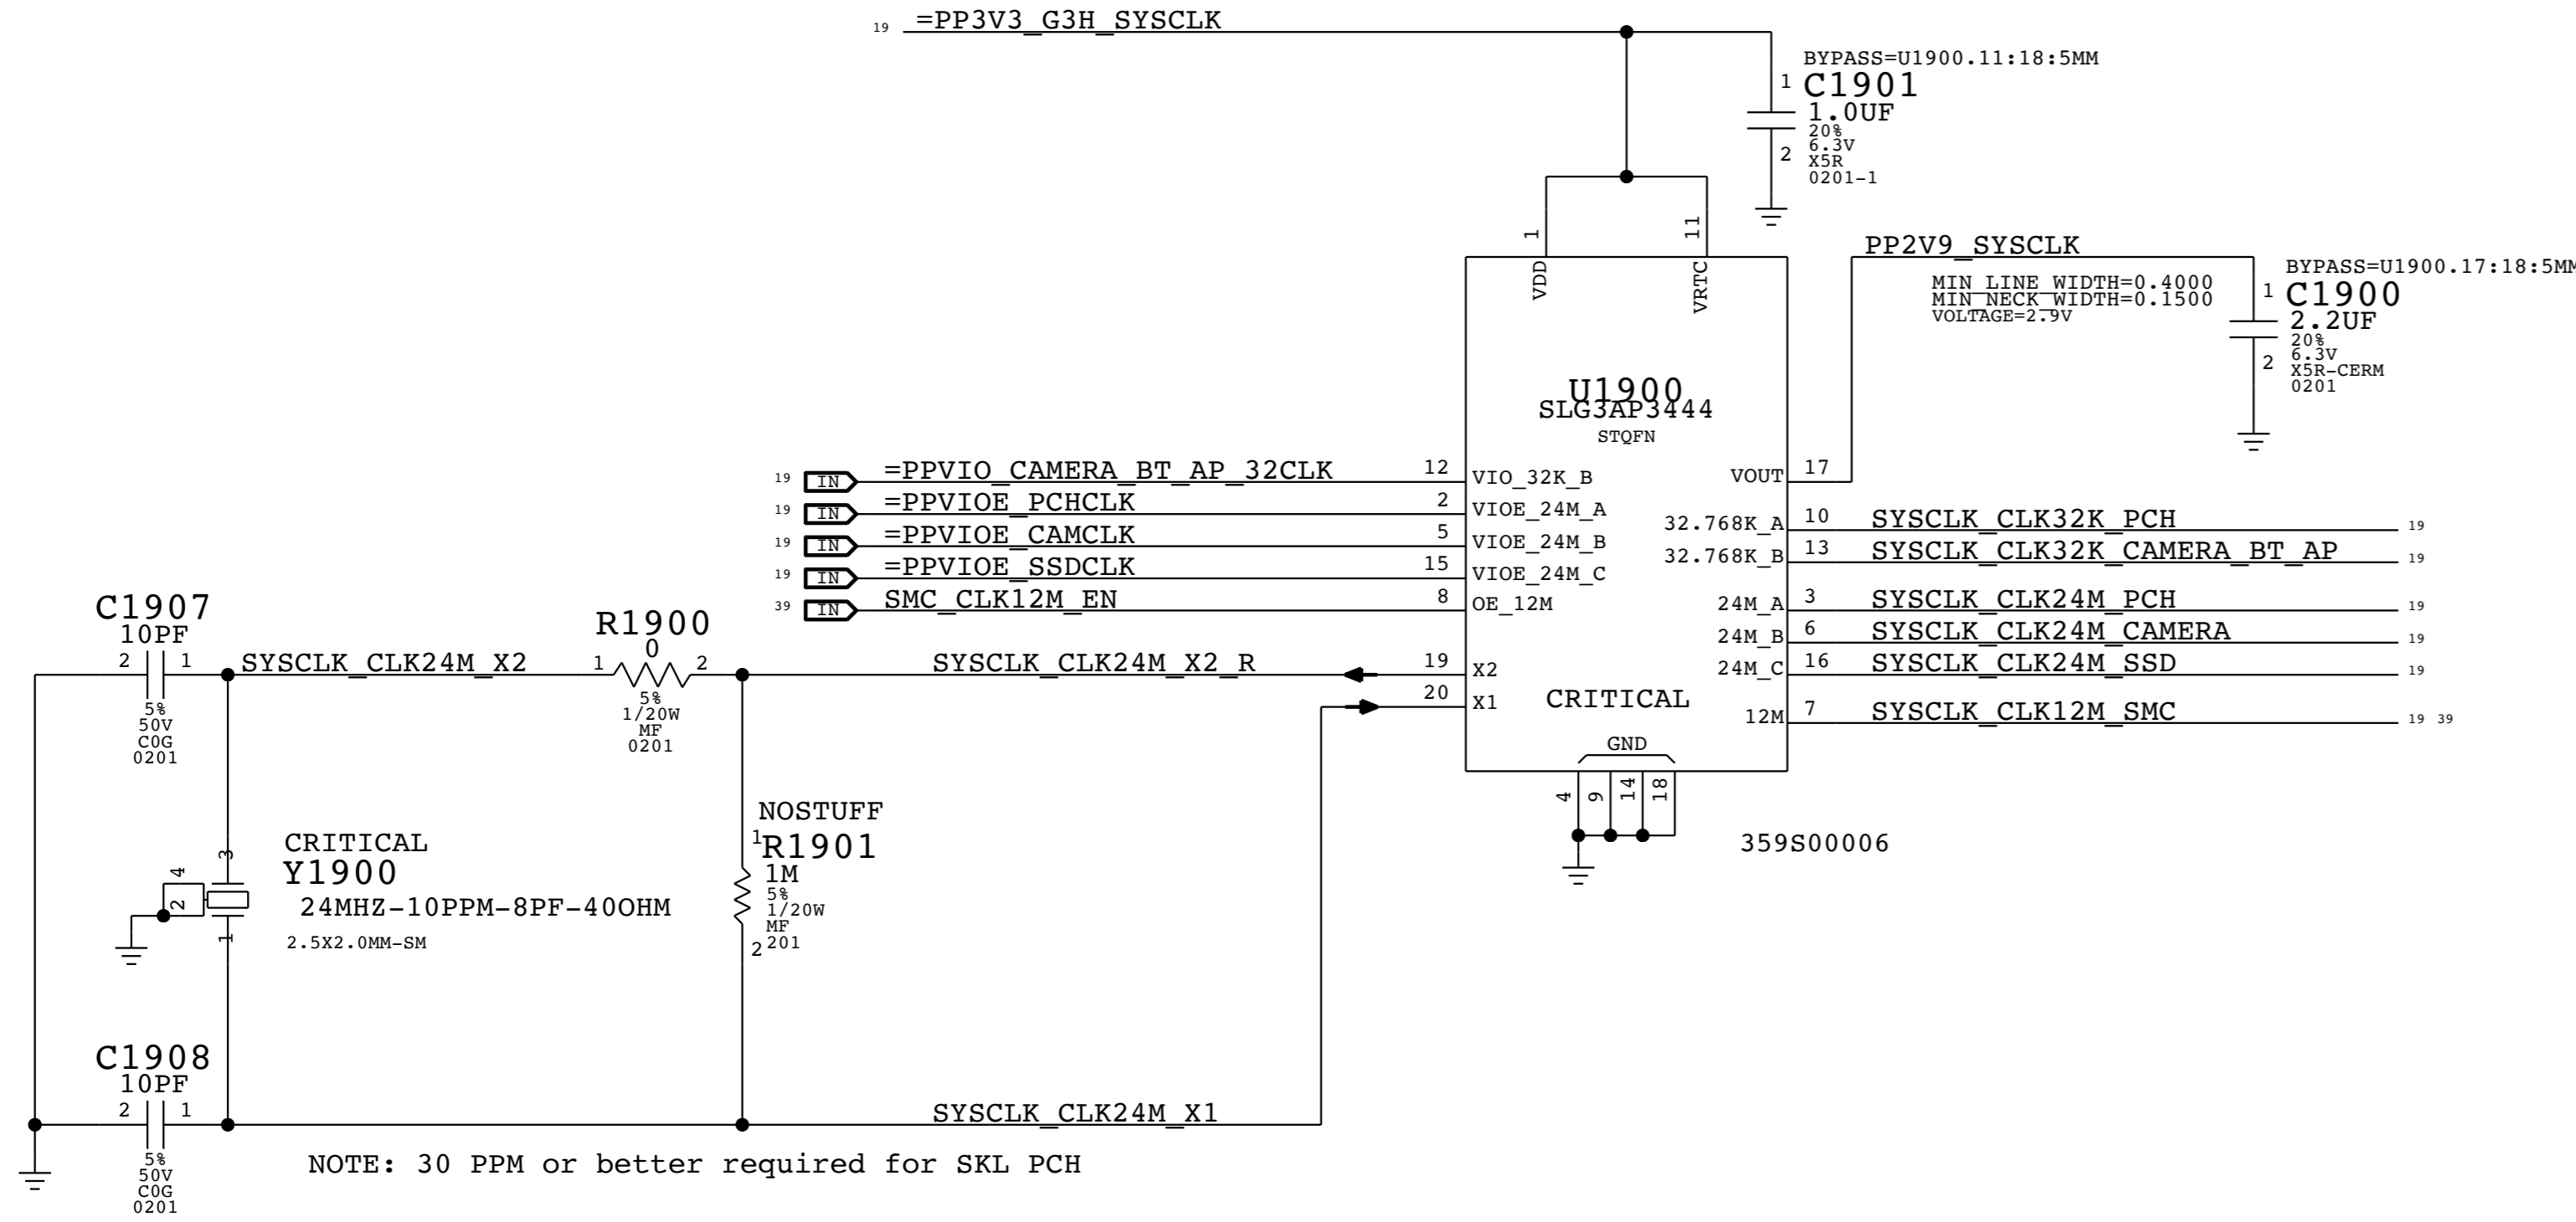 19 =PP3V3_G3H_SYSCLK
BYPASS=U1900.11:18:5MM
1 C1901
1.0UF
20%
6.3V
2 X5R
0201-1
1 11
VDD VRTC
PP2V9_SYSCLK
MIN_LINE_WIDTH=0.4000
MIN_NECK_WIDTH=0.1500
VOLTAGE=2.9V
BYPASS=U1900.17:18:5MM
1 C1900
2.2UF
20%
6.3V
2 X5R-CERM
0201
U1900
SLG3AP3444
STQFN
19 IN =PPVIO_CAMERA_BT_AP_32CLK 12 VIO_32K_B
19 IN =PPVIOE_PCHCLK 2 VIOE_24M_A
19 IN =PPVIOE_CAMCLK 5 VIOE_24M_B
19 IN =PPVIOE_SSDCLK 15 VIOE_24M_C
39 IN SMC_CLK12M_EN 8 OE_12M
VOUT 17
32.768K_A 10 SYSCLK_CLK32K_PCH 19
32.768K_B 13 SYSCLK_CLK32K_CAMERA_BT_AP 19
24M_A 3 SYSCLK_CLK24M_PCH 19
24M_B 6 SYSCLK_CLK24M_CAMERA 19
24M_C 16 SYSCLK_CLK24M_SSD 19
12M 7 SYSCLK_CLK12M_SMC 19 39
C1907
10PF
2 1
5%
50V
C0G
0201
SYSCLK_CLK24M_X2
R1900
0
1 2
5%
1/20W
MF
0201
SYSCLK_CLK24M_X2_R 19 X2
20 X1
CRITICAL
GND
4 9 14 18
359S00006
NOSTUFF
1 R1901
1M
5%
1/20W
MF
2 201
CRITICAL
Y1900
24MHZ-10PPM-8PF-40OHM
2.5X2.0MM-SM
3
4
2
1
C1908
10PF
2 1
5%
50V
C0G
0201
SYSCLK_CLK24M_X1
NOTE: 30 PPM or better required for SKL PCH